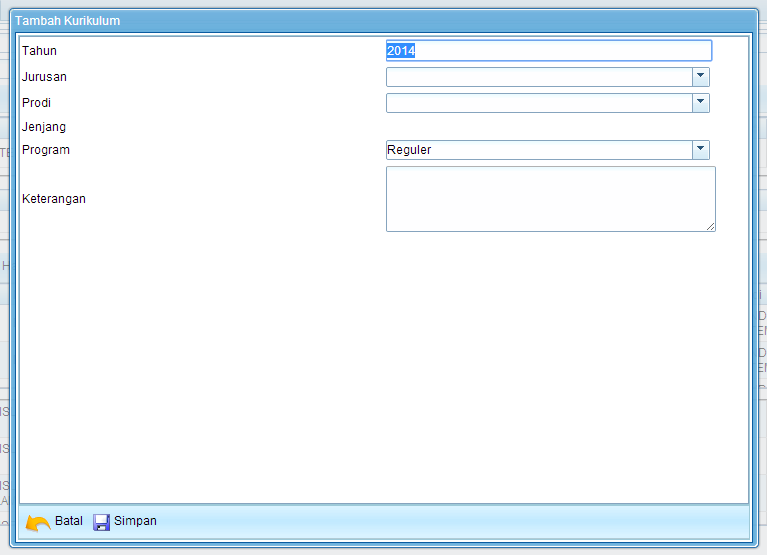 Tambah Kurikulum
Tahun 2014
Jurusan
Prodi
Jenjang
Program Reguler
Keterangan
Batal Simpan